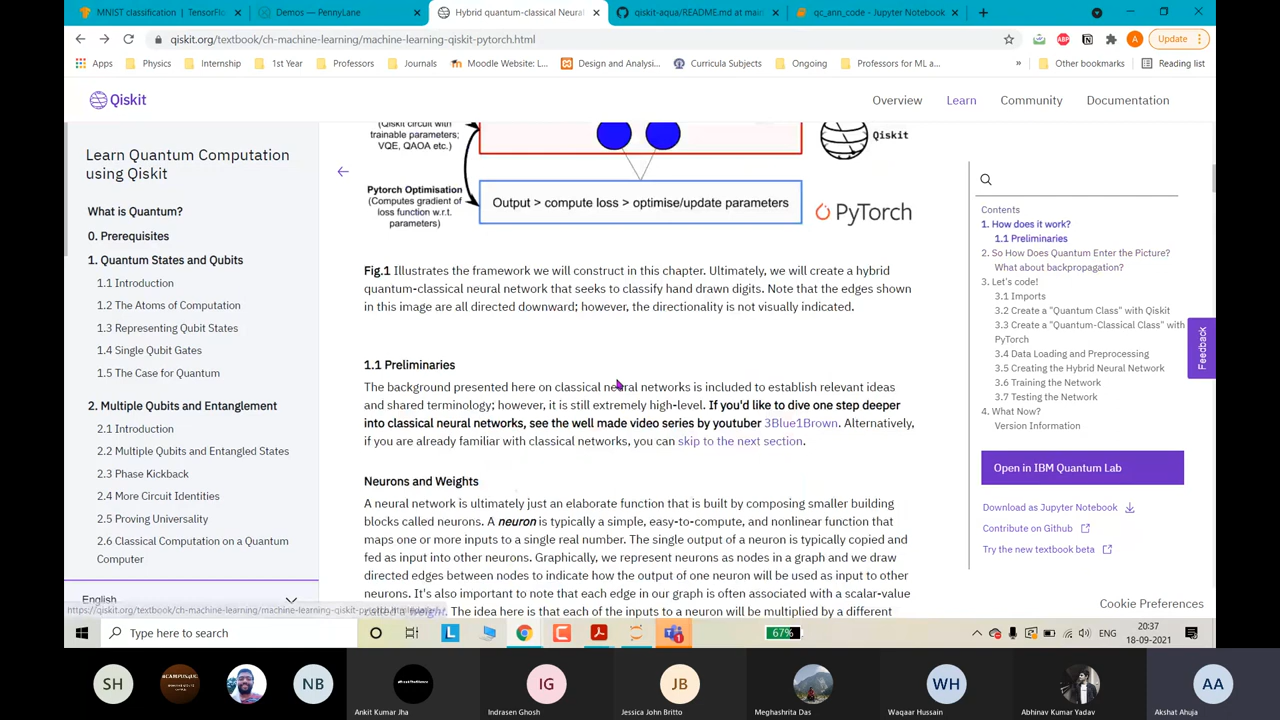 MNIST classification | TensorFl
Demos — PennyLane
Hybrid quantum-classical Neural
qiskit-aqua/README.md at main
qc_ann_code - Jupyter Notebook
qiskit.org/textbook/ch-machine-learning/machine-learning-qiskit-pytorch.html
ABP
A
Update
Apps
Physics
Internship
1st Year
Professors
Journals
Moodle Website: L...
Design and Analysi...
Curricula Subjects
Ongoing
Professors for ML a...
»
Other bookmarks
Reading list
Qiskit
Overview
Learn
Community
Documentation
Learn Quantum Computation
using Qiskit
What is Quantum?
0. Prerequisites
1. Quantum States and Qubits
1.1 Introduction
1.2 The Atoms of Computation
1.3 Representing Qubit States
1.4 Single Qubit Gates
1.5 The Case for Quantum
2. Multiple Qubits and Entanglement
2.1 Introduction
2.2 Multiple Qubits and Entangled States
2.3 Phase Kickback
2.4 More Circuit Identities
2.5 Proving Universality
2.6 Classical Computation on a Quantum
Computer
English
(Qiskit circuit with
trainable parameters;
VQE, QAOA etc.)
Qiskit
Pytorch Optimisation
(Computes gradient of
loss function w.r.t.
parameters)
Output > compute loss > optimise/update parameters
PyTorch
Fig.1 Illustrates the framework we will construct in this chapter. Ultimately, we will create a hybrid
quantum-classical neural network that seeks to classify hand drawn digits. Note that the edges shown
in this image are all directed downward; however, the directionality is not visually indicated.
1.1 Preliminaries
The background presented here on classical neural networks is included to establish relevant ideas
and shared terminology; however, it is still extremely high-level. If you'd like to dive one step deeper
into classical neural networks, see the well made video series by youtuber 3Blue1Brown. Alternatively,
if you are already familiar with classical networks, you can skip to the next section.
Neurons and Weights
A neural network is ultimately just an elaborate function that is built by composing smaller building
blocks called neurons. A neuron is typically a simple, easy-to-compute, and nonlinear function that
maps one or more inputs to a single real number. The single output of a neuron is typically copied and
fed as input into other neurons. Graphically, we represent neurons as nodes in a graph and we draw
directed edges between nodes to indicate how the output of one neuron will be used as input to other
neurons. It's also important to note that each edge in our graph is often associated with a scalar-value
called a weight. The idea here is that each of the inputs to a neuron will be multiplied by a different
Contents
1. How does it work?
1.1 Preliminaries
2. So How Does Quantum Enter the Picture?
What about backpropagation?
3. Let's code!
3.1 Imports
3.2 Create a "Quantum Class" with Qiskit
3.3 Create a "Quantum-Classical Class" with
PyTorch
3.4 Data Loading and Preprocessing
3.5 Creating the Hybrid Neural Network
3.6 Training the Network
3.7 Testing the Network
4. What Now?
Version Information
Open in IBM Quantum Lab
Download as Jupyter Notebook
Contribute on Github
Try the new textbook beta
Feedback
Cookie Preferences
Type here to search
L
67%
ENG
20:37
18-09-2021
SH
#CAMPUSQUC
NB
Ankit Kumar Jha
IG
Indrasen Ghosh
JB
Jessica John Britto
Meghashrita Das
WH
Waqaar Hussain
Abhinav Kumar Yadav
AA
Akshat Ahuja